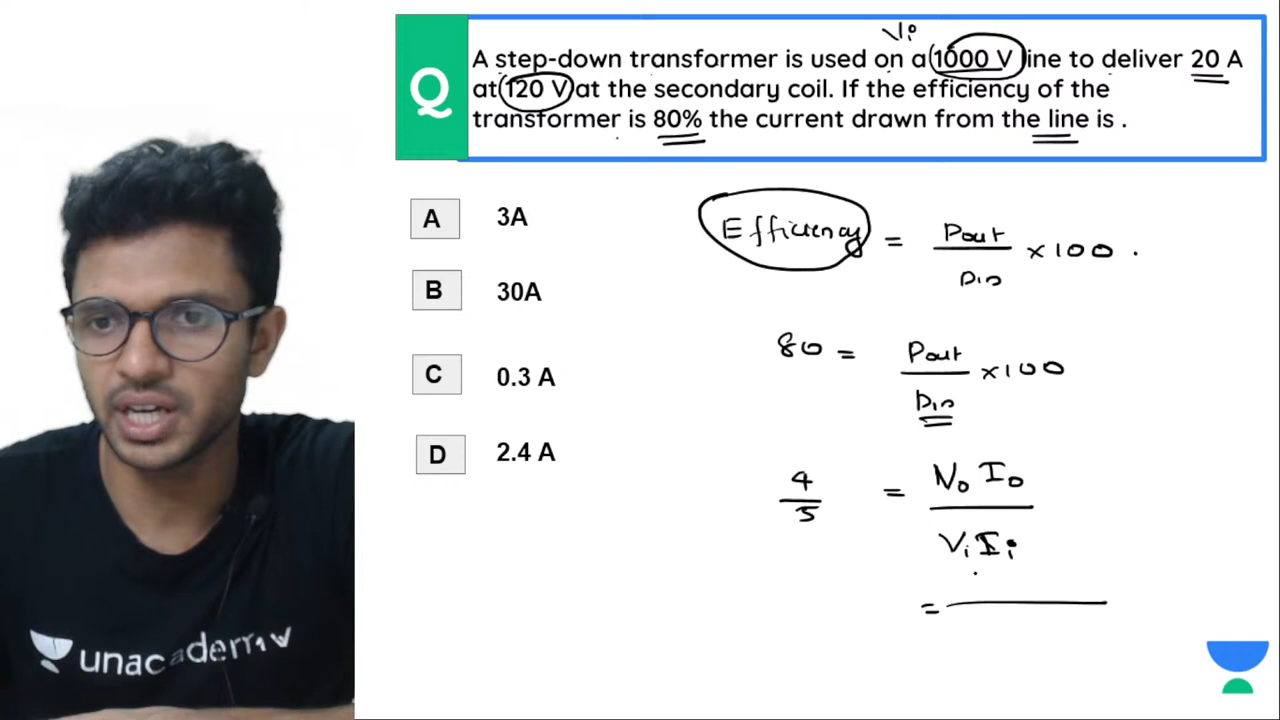 Vi
Q
A step-down transformer is used on a 1000 V line to deliver 20 A
at 120 V at the secondary coil. If the efficiency of the
transformer is 80% the current drawn from the line is .
A 3A
B 30A
C 0.3 A
D 2.4 A
Efficiency = Pout / Pin × 100 .
80 = Pout / Pin × 100
4 / 5 = V₀ I₀ / Vi Ii
=
unacademy